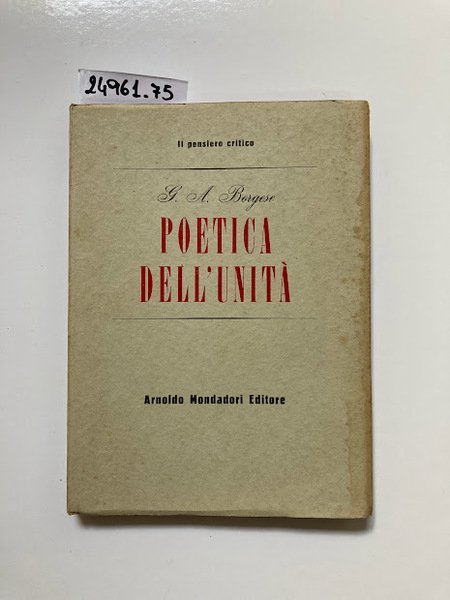 24961.75
Il pensiero critico
G. A. Borgese
POETICA
DELL'UNITÀ
Arnoldo Mondadori Editore